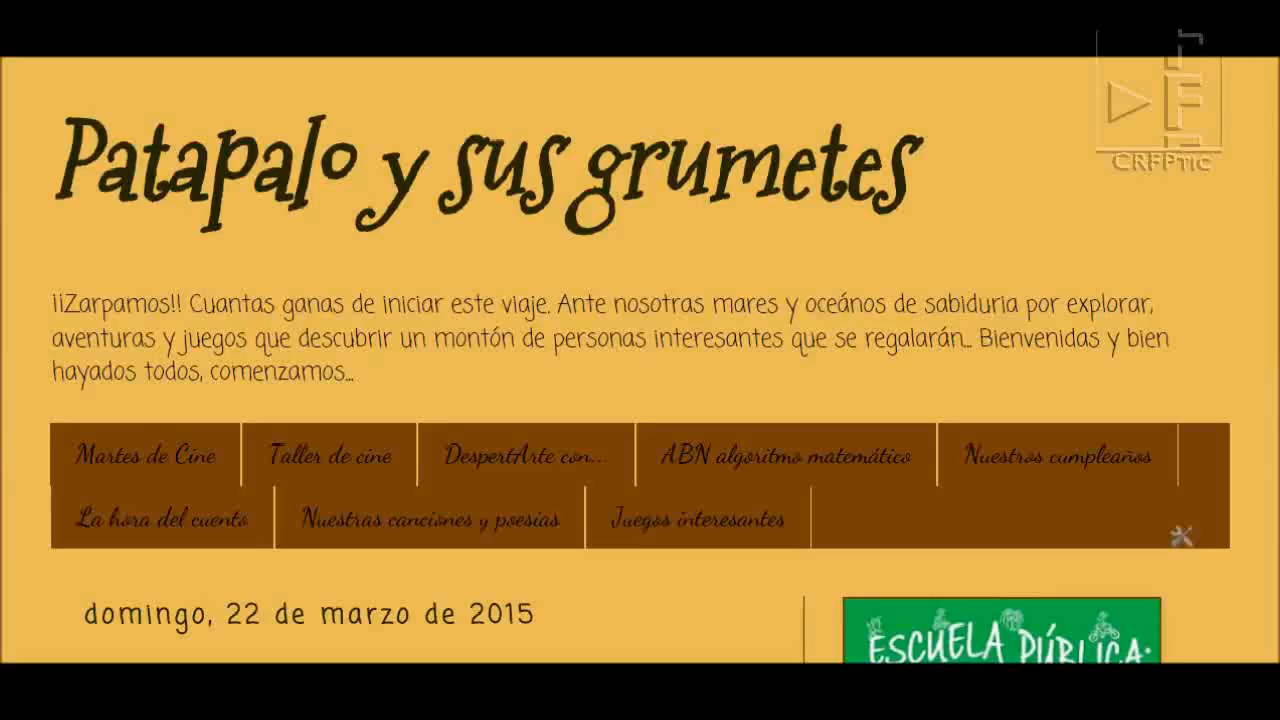 CRFPTIC
Patapalo y sus grumetes
¡¡Zarpamos!! Cuantas ganas de iniciar este viaje. Ante nosotras mares y oceános de sabiduria por explorar,
aventuras y juegos que descubrir un montón de personas interesantes que se regalarán... Bienvenidas y bien
hayados todos, comenzamos...
Martes de Cine Taller de cine DespertArte con... ABN algoritmo matemático Nuestros cumpleaños
La hora del cuento Nuestras canciones y poesias Juegos interesantes
domingo, 22 de marzo de 2015
ESCUELA PÚBLICA: